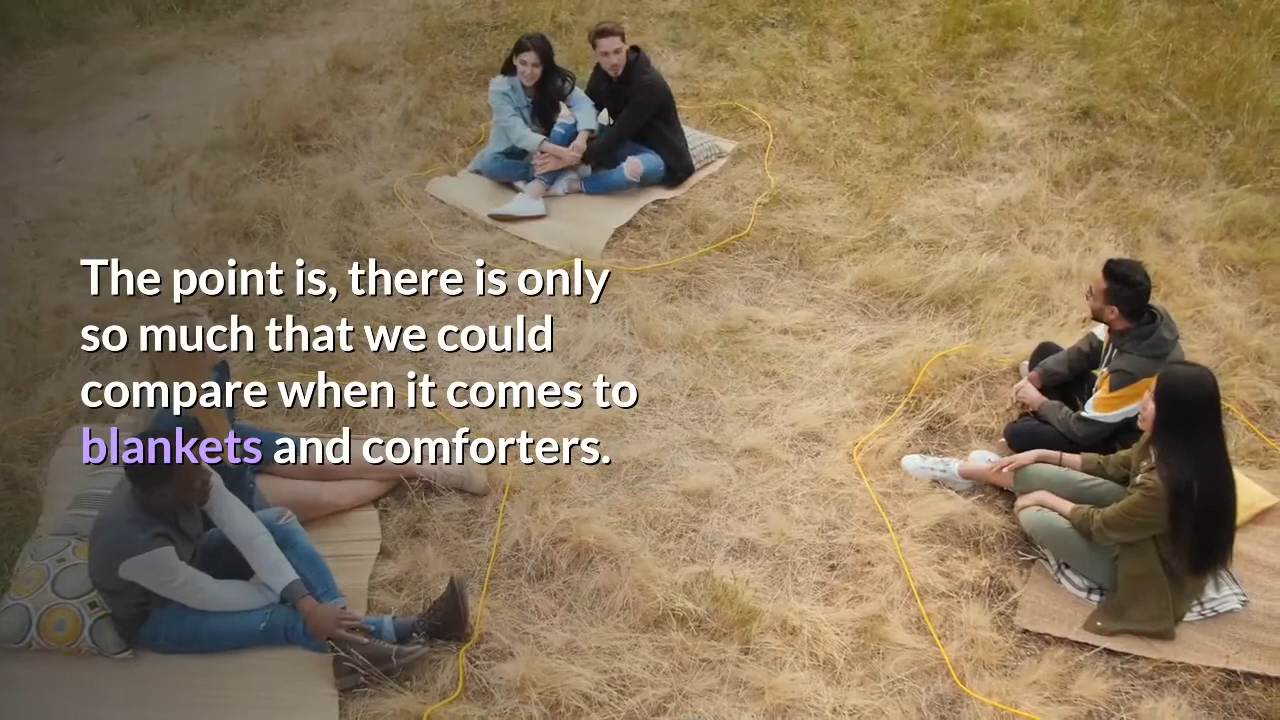 The point is, there is only
so much that we could
compare when it comes to
blankets and comforters.